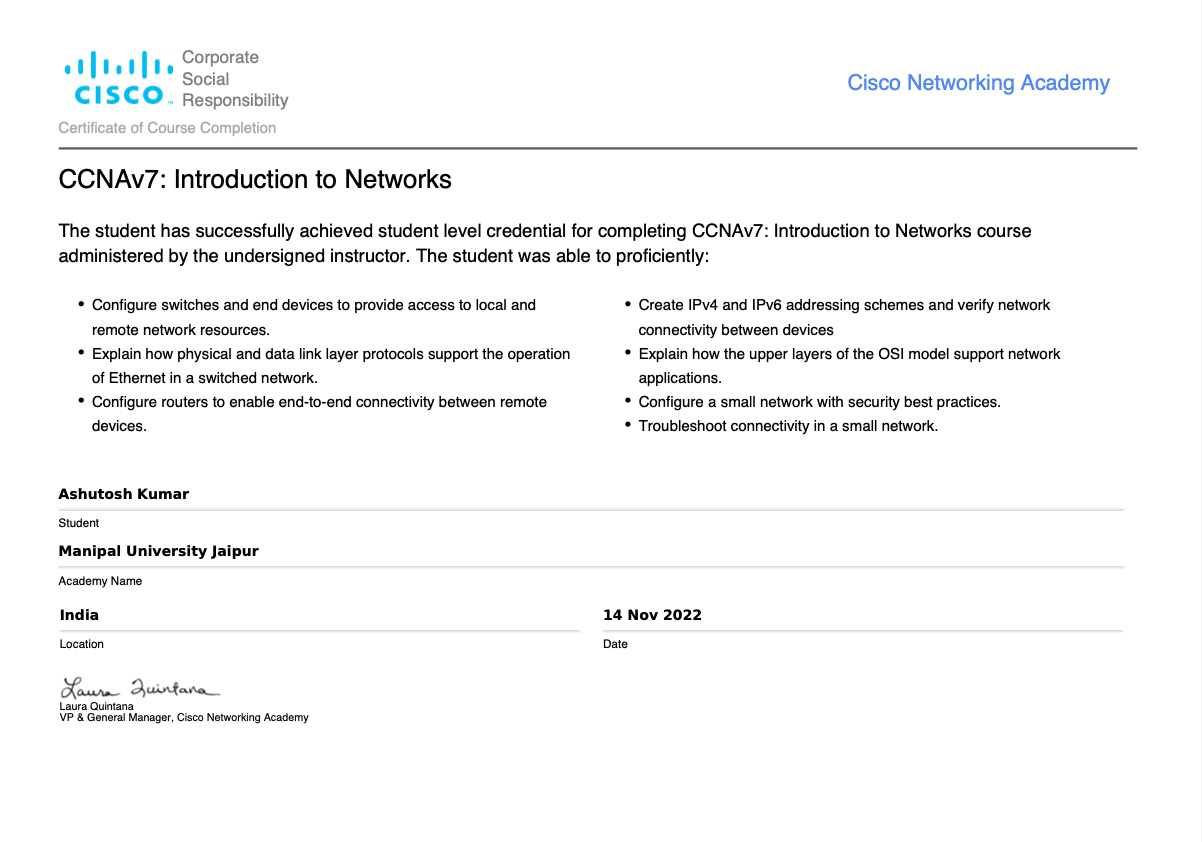 Corporate
Social
Responsibility
CISCO™
Cisco Networking Academy
Certificate of Course Completion
CCNAv7: Introduction to Networks
The student has successfully achieved student level credential for completing CCNAv7: Introduction to Networks course
administered by the undersigned instructor. The student was able to proficiently:
• Configure switches and end devices to provide access to local and
remote network resources.
• Explain how physical and data link layer protocols support the operation
of Ethernet in a switched network.
• Configure routers to enable end-to-end connectivity between remote
devices.
• Create IPv4 and IPv6 addressing schemes and verify network
connectivity between devices
• Explain how the upper layers of the OSI model support network
applications.
• Configure a small network with security best practices.
• Troubleshoot connectivity in a small network.
Ashutosh Kumar
Student
Manipal University Jaipur
Academy Name
India
Location
14 Nov 2022
Date
Laura Quintana
Laura Quintana
VP & General Manager, Cisco Networking Academy